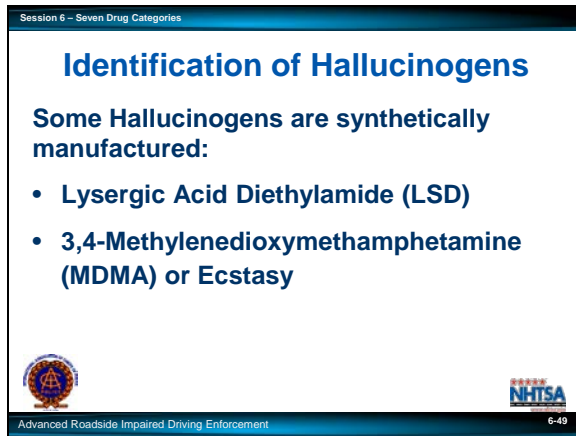 Session 6 – Seven Drug Categories
Identification of Hallucinogens
Some Hallucinogens are synthetically
manufactured:
• Lysergic Acid Diethylamide (LSD)
• 3,4-Methylenedioxymethamphetamine
(MDMA) or Ecstasy
NHTSA
Advanced Roadside Impaired Driving Enforcement
6-49